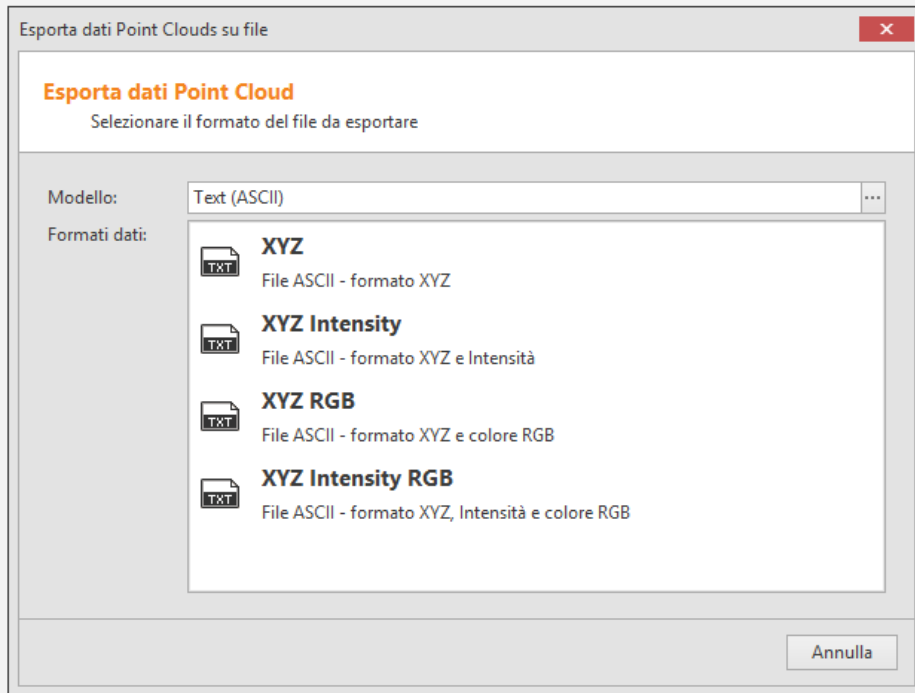 Esporta dati Point Clouds su file
Esporta dati Point Cloud
Selezionare il formato del file da esportare
Modello: Text (ASCII) ...
Formati dati:
XYZ
TXT
File ASCII - formato XYZ
XYZ Intensity
TXT
File ASCII - formato XYZ e Intensità
XYZ RGB
TXT
File ASCII - formato XYZ e colore RGB
XYZ Intensity RGB
TXT
File ASCII - formato XYZ, Intensità e colore RGB
Annulla